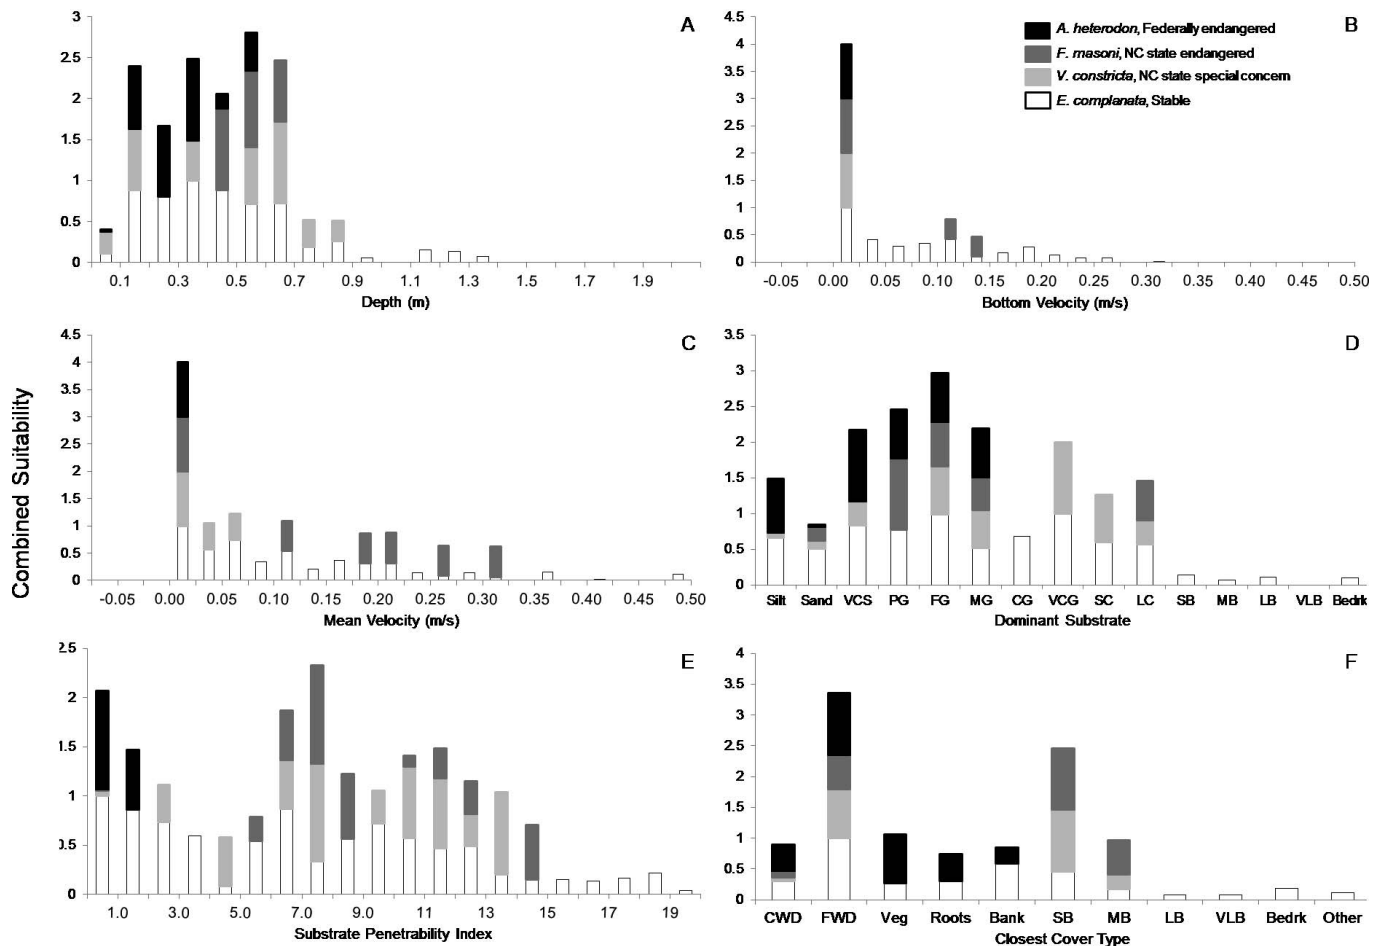 Combined Suitability
A
3
2.5
2
1.5
1
0.5
0
0.1 0.3 0.5 0.7 0.9 1.1 1.3 1.5 1.7 1.9
Depth (m)
B
A. heterodon, Federally endangered
F. masoni, NC state endangered
V. constricta, NC state special concern
E. complanata, Stable
4.5
4
3.5
3
2.5
2
1.5
1
0.5
0
-0.05 0.00 0.05 0.10 0.15 0.20 0.25 0.30 0.35 0.40 0.45 0.50
Bottom Velocity (m/s)
C
4.5
4
3.5
3
2.5
2
1.5
1
0.5
0
-0.05 0.00 0.05 0.10 0.15 0.20 0.25 0.30 0.35 0.40 0.45 0.50
Mean Velocity (m/s)
D
3.5
3
2.5
2
1.5
1
0.5
0
Silt Sand VCS PG FG MG CG VCG SC LC SB MB LB VLB Bedrk
Dominant Substrate
E
2.5
2
1.5
1
0.5
0
1.0 3.0 5.0 7.0 9.0 11 13 15 17 19
Substrate Penetrability Index
F
4
3.5
3
2.5
2
1.5
1
0.5
0
CWD FWD Veg Roots Bank SB MB LB VLB Bedrk Other
Closest Cover Type